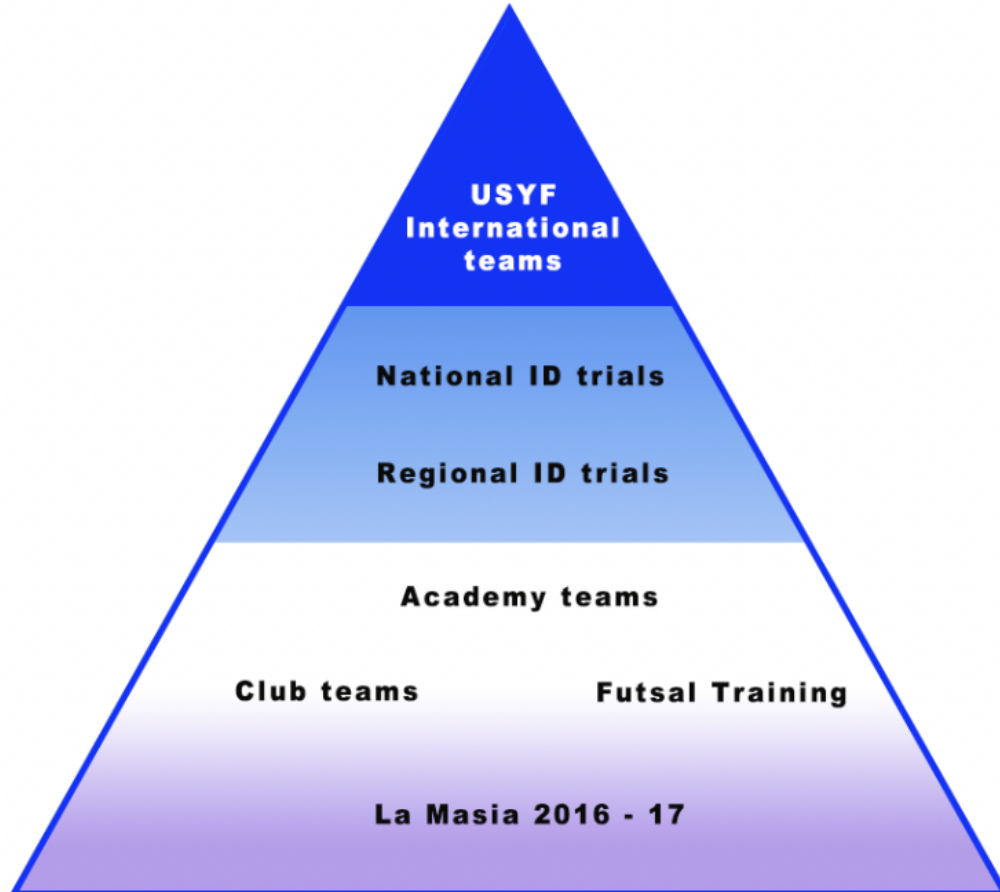 USYF
International
teams
National ID trials
Regional ID trials
Academy teams
Club teams
Futsal Training
La Masia 2016 - 17